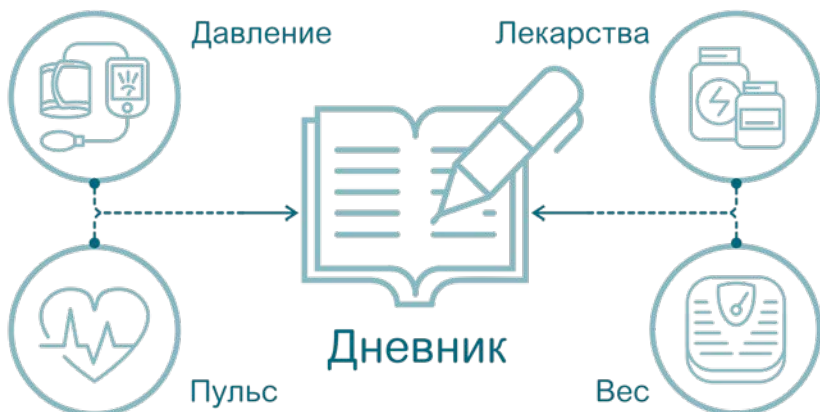 Давление
Лекарства
Дневник
Пульс
Вес